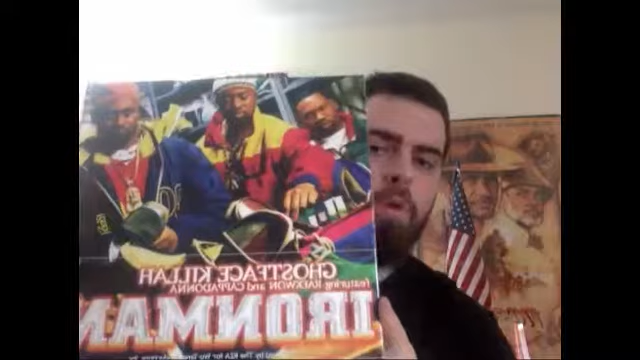 GHOSTFACE KILLAH
featuring RAEKWON and CAPPADONNA
IRONMAN